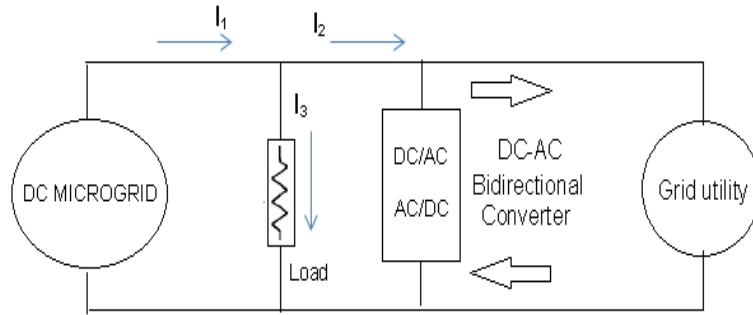 I₁
I₂
I₃
DC MICROGRID
Load
DC/AC
AC/DC
DC-AC
Bidirectional
Converter
Grid utility